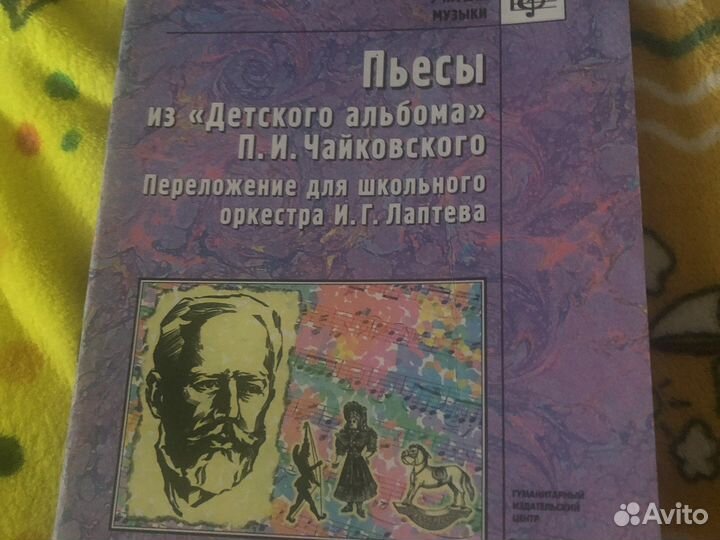 МУЗЫКИ
Пьесы
из «Детского альбома»
П. И. Чайковского
Переложение для школьного
оркестра И. Г. Лаптева
ГУМАНИТАРНЫЙ
ИЗДАТЕЛЬСКИЙ
ЦЕНТР
Avito